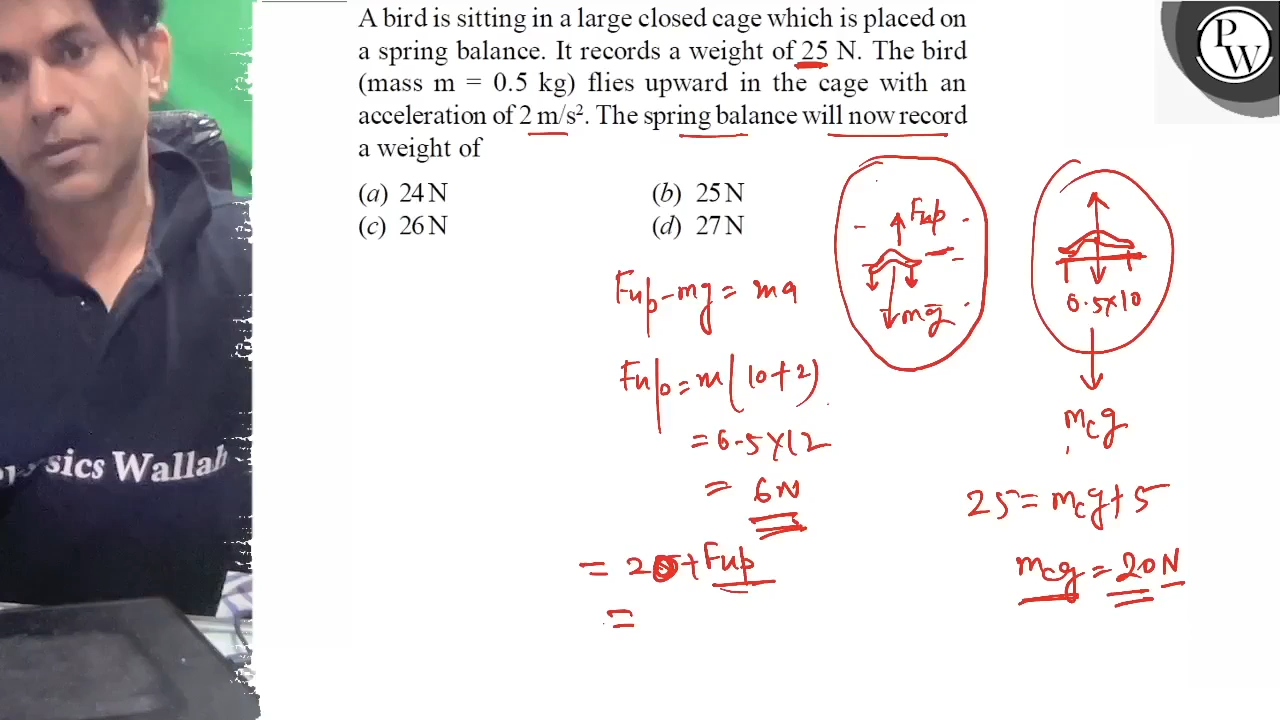 A bird is sitting in a large closed cage which is placed on
a spring balance. It records a weight of 25 N. The bird
(mass m = 0.5 kg) flies upward in the cage with an
acceleration of 2 m/s². The spring balance will now record
a weight of
(a) 24 N
(b) 25 N
(c) 26 N
(d) 27 N
PW
Fup
mg
0.5×10
mcg
Fup-mg = ma
Fup = m(10+2)
= 0.5×12
= 6N
= 20+Fup
=
25 = mcg+5
mcg = 20N
sics Wallah